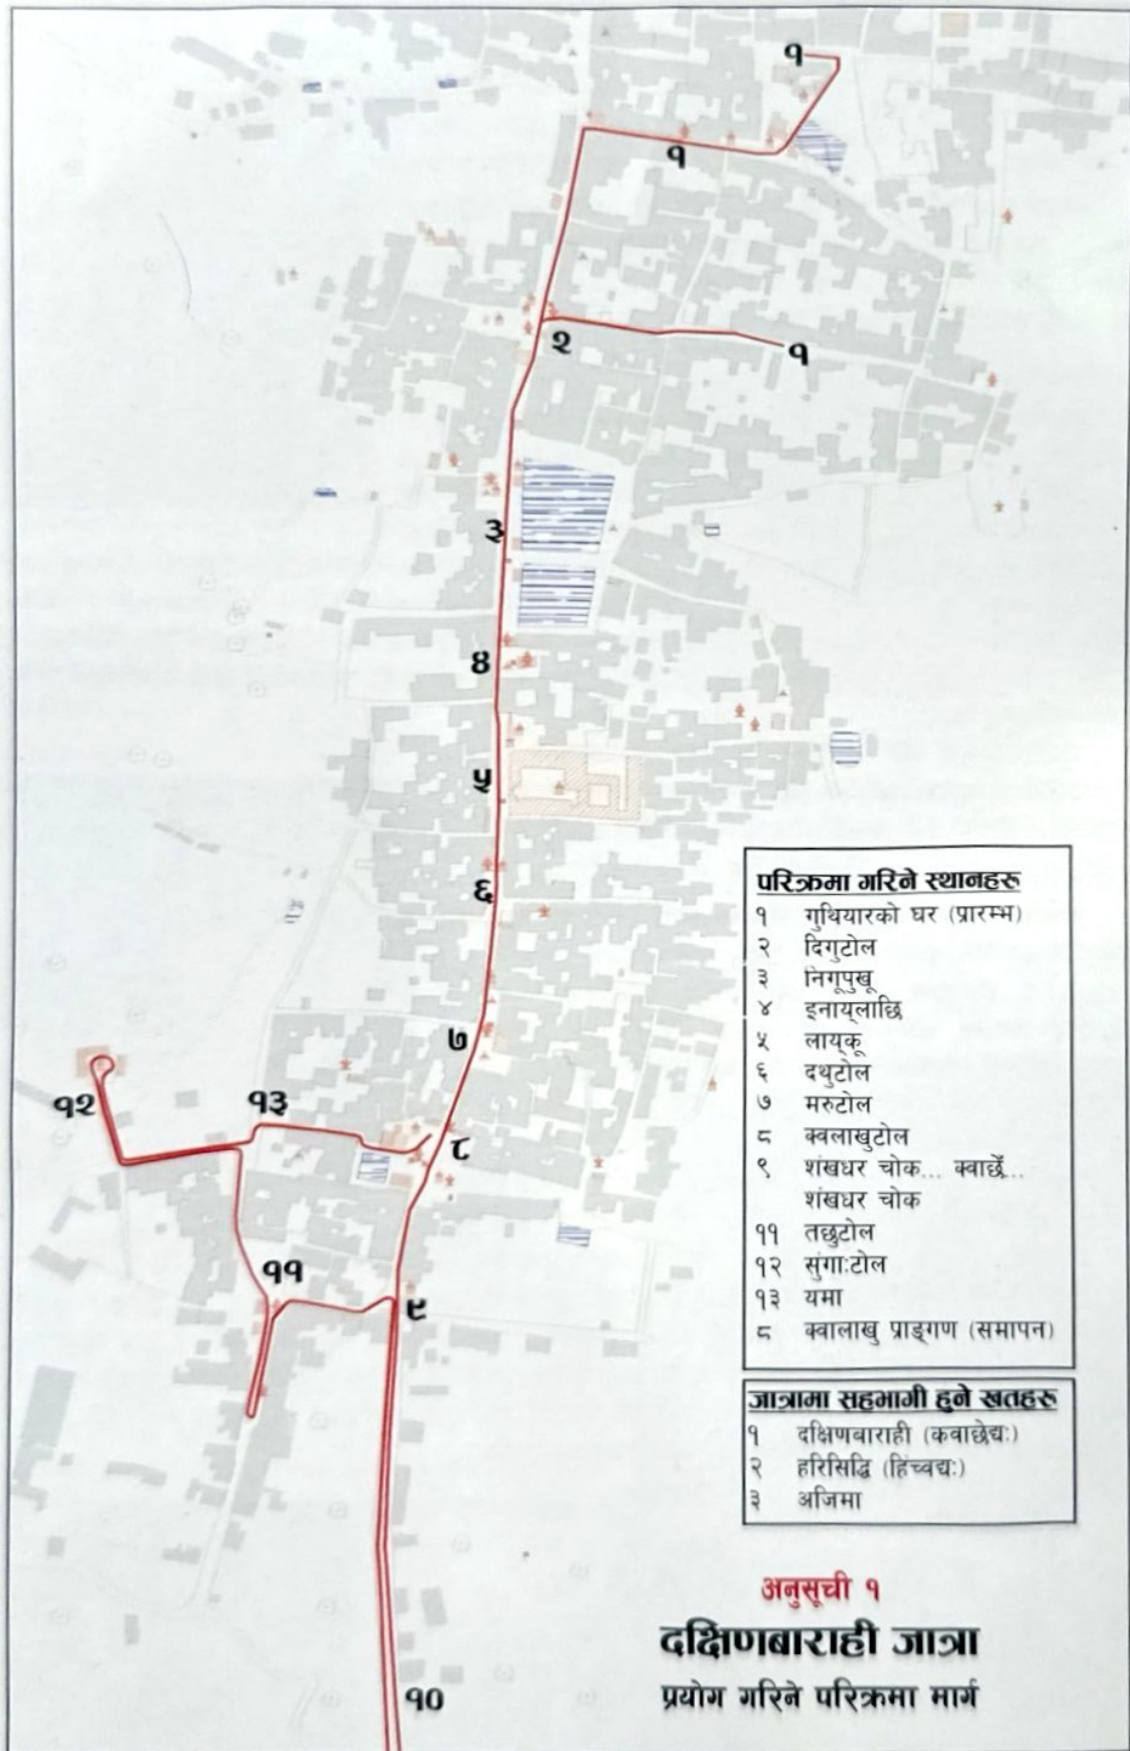 १
१
२
१
३
४
५
६
७
१२
१३
८
११
९
१०
परिक्रमा गरिने स्थानहरु
१ गुथियारको घर (प्रारम्भ)
२ दिगुटोल
३ निगूपुखू
४ इनाय्‌लाछि
५ लाय्‌कू
६ दथुटोल
७ मरुटोल
८ क्वलाखुटोल
९ शंखधर चोक... क्वाछेँ...
शंखधर चोक
११ तछुटोल
१२ सुंगाःटोल
१३ यमा
८ क्वालाखु प्राङ्गण (समापन)
जात्रामा सहभागी हुने खतहरु
१ दक्षिणबाराही (कवाछेद्यः)
२ हरिसिद्धि (हिंच्वद्यः)
३ अजिमा
अनुसूची १
दक्षिणबाराही जात्रा
प्रयोग गरिने परिक्रमा मार्ग